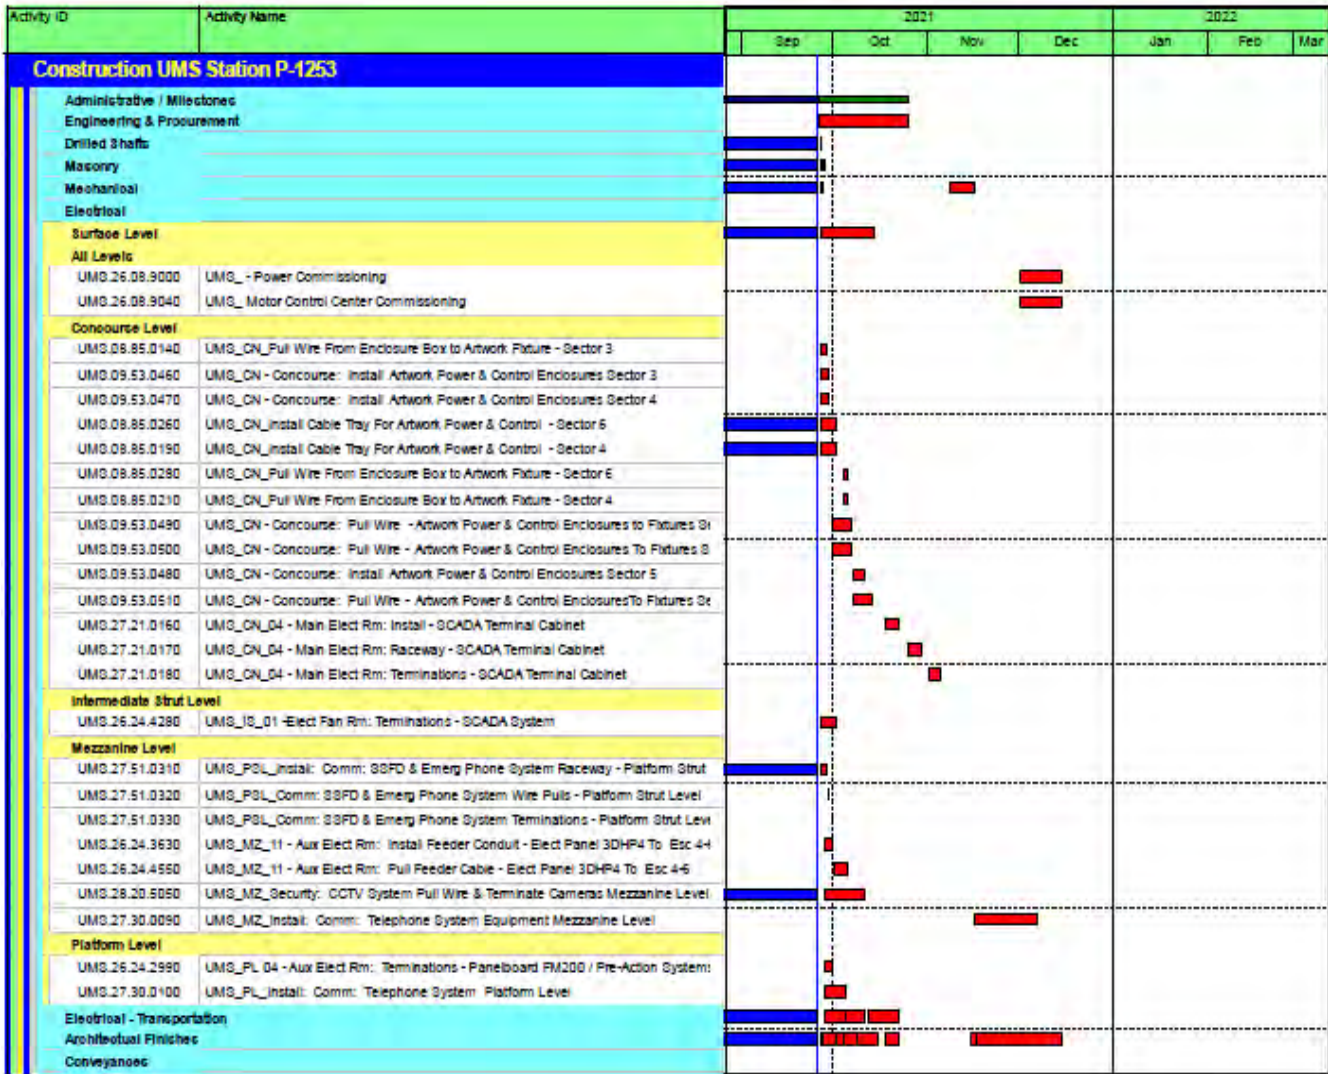 Activity ID Activity Name 2021 2022
Sep Oct Nov Dec Jan Feb Mar
Construction UMS Station P-1253
Administrative / Milestones
Engineering & Procurement
Drilled Shafts
Masonry
Mechanical
Electrical
Surface Level
All Levels
UMS.26.08.9000 UMS_ - Power Commissioning
UMS.26.08.9040 UMS_ Motor Control Center Commissioning
Concourse Level
UMS.08.85.0140 UMS_CN_Pull Wire From Enclosure Box to Artwork Fixture - Sector 3
UMS.09.53.0460 UMS_CN - Concourse: Install Artwork Power & Control Enclosures Sector 3
UMS.09.53.0470 UMS_CN - Concourse: Install Artwork Power & Control Enclosures Sector 4
UMS.08.85.0260 UMS_CN_Install Cable Tray For Artwork Power & Control - Sector 6
UMS.08.85.0190 UMS_CN_Install Cable Tray For Artwork Power & Control - Sector 4
UMS.08.85.0280 UMS_CN_Pull Wire From Enclosure Box to Artwork Fixture - Sector 6
UMS.08.85.0210 UMS_CN_Pull Wire From Enclosure Box to Artwork Fixture - Sector 4
UMS.09.53.0490 UMS_CN - Concourse: Pull Wire - Artwork Power & Control Enclosures to Fixtures Se
UMS.09.53.0500 UMS_CN - Concourse: Pull Wire - Artwork Power & Control Enclosures To Fixtures S
UMS.09.53.0480 UMS_CN - Concourse: Install Artwork Power & Control Enclosures Sector 5
UMS.09.53.0510 UMS_CN - Concourse: Pull Wire - Artwork Power & Control EnclosuresTo Fixtures Se
UMS.27.21.0160 UMS_CN_04 - Main Elect Rm: Install - SCADA Terminal Cabinet
UMS.27.21.0170 UMS_CN_04 - Main Elect Rm: Raceway - SCADA Terminal Cabinet
UMS.27.21.0180 UMS_CN_04 - Main Elect Rm: Terminations - SCADA Terminal Cabinet
Intermediate Strut Level
UMS.26.24.4280 UMS_IS_01 -Elect Fan Rm: Terminations - SCADA System
Mezzanine Level
UMS.27.51.0310 UMS_PSL_Install: Comm: SSFD & Emerg Phone System Raceway - Platform Strut
UMS.27.51.0320 UMS_PSL_Comm: SSFD & Emerg Phone System Wire Pulls - Platform Strut Level
UMS.27.51.0330 UMS_PSL_Comm: SSFD & Emerg Phone System Terminations - Platform Strut Leve
UMS.26.24.3630 UMS_MZ_11 - Aux Elect Rm: Install Feeder Conduit - Elect Panel 3DHP4 To Esc 4-
UMS.26.24.4550 UMS_MZ_11 - Aux Elect Rm: Pull Feeder Cable - Elect Panel 3DHP4 To Esc 4-5
UMS.28.20.5050 UMS_MZ_Security: CCTV System Pull Wire & Terminate Cameras Mezzanine Level
UMS.27.30.0090 UMS_MZ_Install: Comm: Telephone System Equipment Mezzanine Level
Platform Level
UMS.26.24.2990 UMS_PL 04 - Aux Elect Rm: Terminations - Panelboard FM200 / Pre-Action Systems
UMS.27.30.0100 UMS_PL_Install: Comm: Telephone System Platform Level
Electrical - Transportation
Architectual Finishes
Conveyances